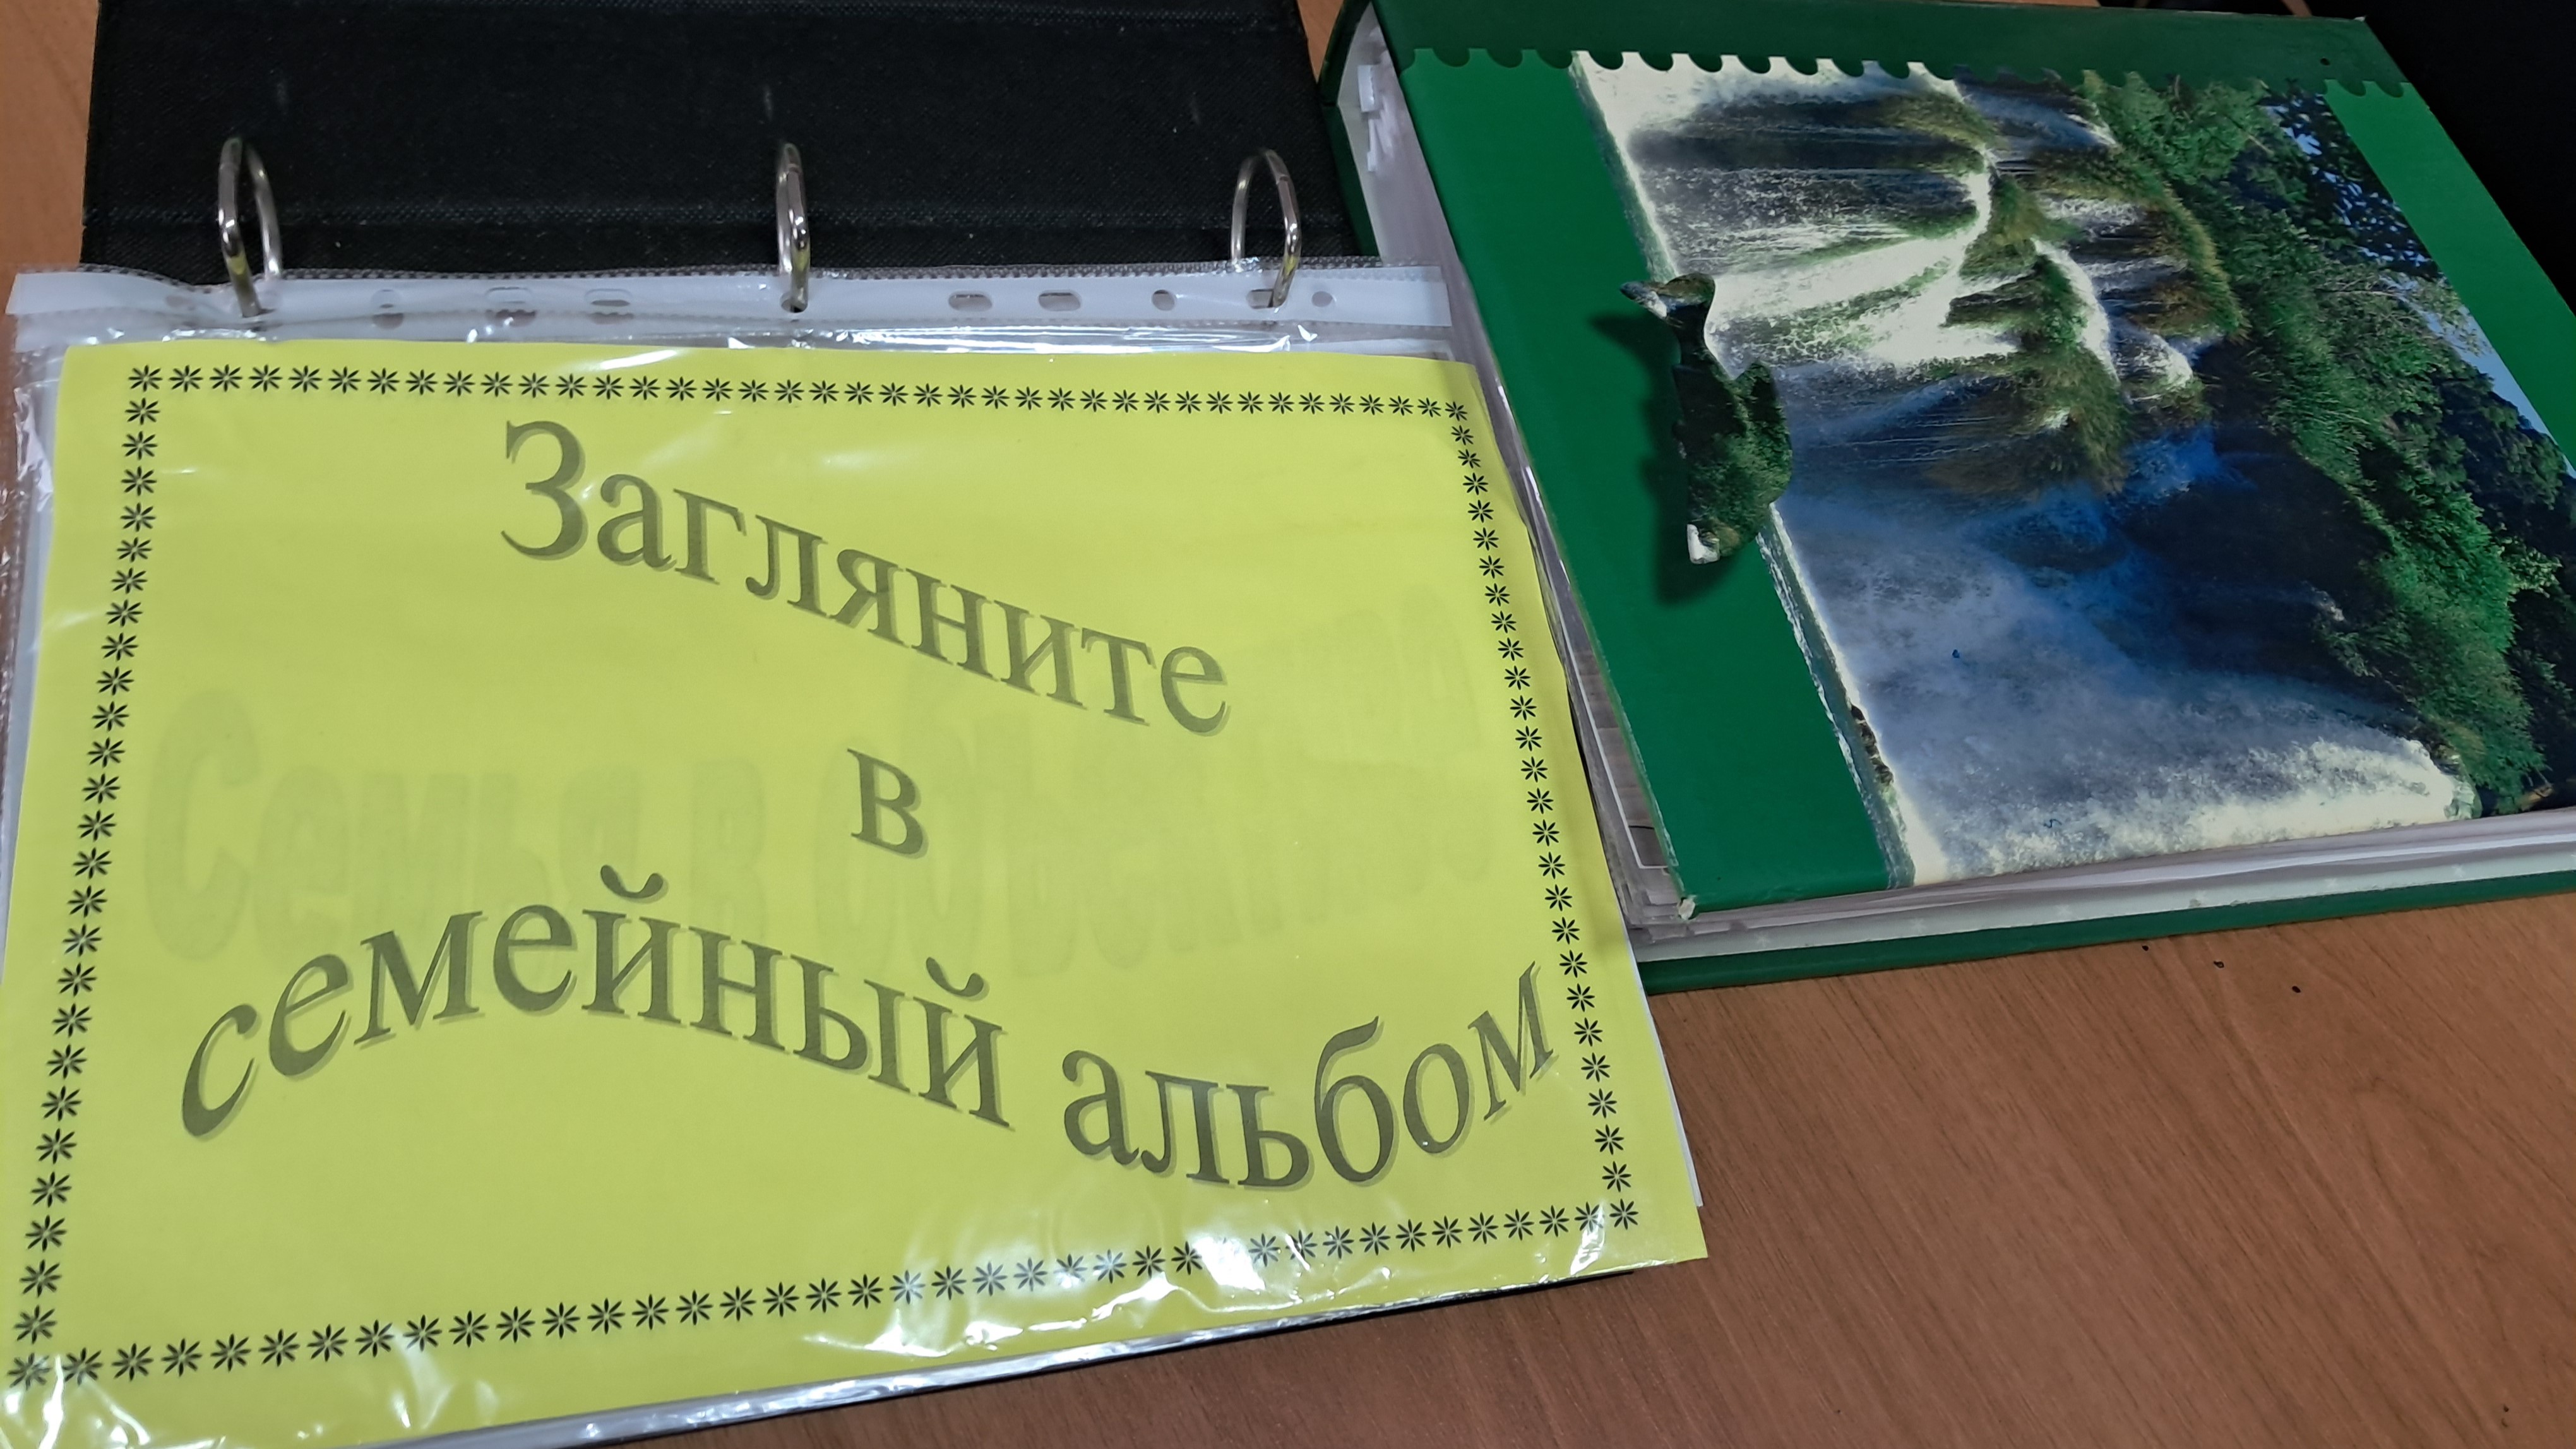 Загляните
в
семейный альбом